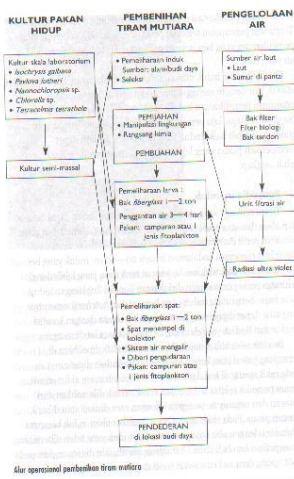 KULTUR PAKAN
HIDUP
Kultur skala laboratorium
• Isochrysis galbana
• Pavlova lutheri
• Nannochloropsis sp.
• Chlorella sp.
• Tetraselmis tetrathele
Kultur semi-massal
PEMBENIHAN
TIRAM MUTIARA
• Pemeliharaan induk
Sumber: alam/budi daya
• Seleksi
PEMIJAHAN
• Manipulasi lingkungan
• Rangsang kimia
PEMBUAHAN
Pemeliharaan larva :
Bak fiberglass 1—2 ton
Penggantian air 3—4 hari
Pakan: campuran atau 1
jenis fitoplankton
Pemeliharaan spat:
• Bak fiberglass 1—2 ton
• Spat menempel di
kolektor
• Sistem air mengalir
• Diberi pengudaraan
• Pakan: campuran atau
1 jenis fitoplankton
PENDEDERAN
di lokasi budi daya
PENGELOLAAN
AIR
Sumber air laut
• Laut
• Sumur di pantai
Bak filter
Filter biologi
Bak tandon
Unit filtrasi air
Radiasi ultra violet
Alur operasional pembenihan tiram mutiara